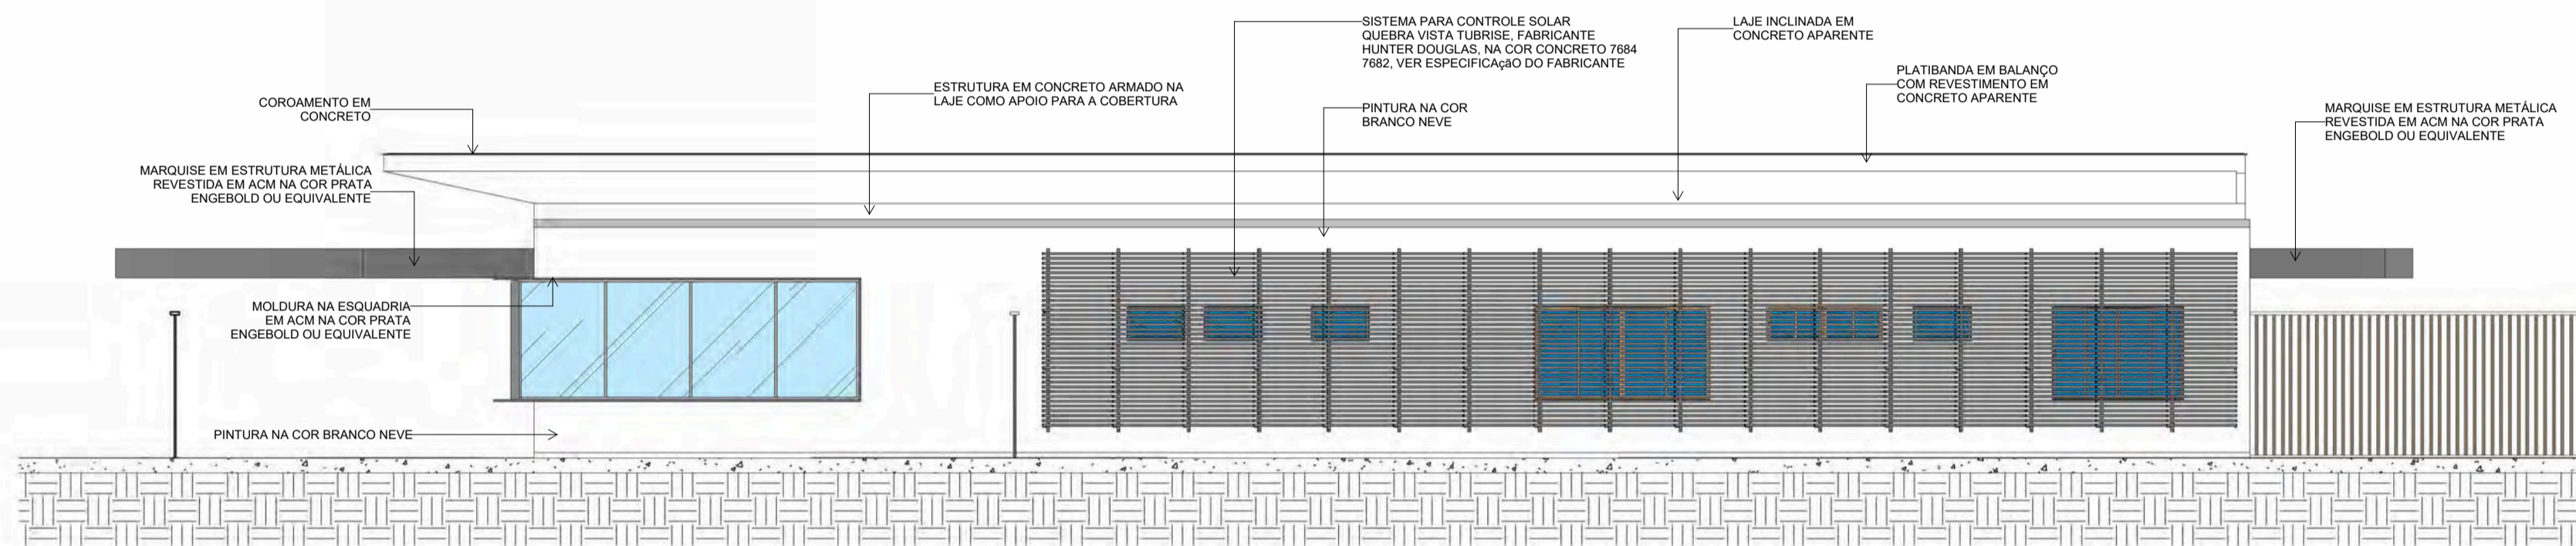 COROAMENTO EM
CONCRETO
MARQUISE EM ESTRUTURA METÁLICA
REVESTIDA EM ACM NA COR PRATA
ENGEBOLD OU EQUIVALENTE
MOLDURA NA ESQUADRIA
EM ACM NA COR PRATA
ENGEBOLD OU EQUIVALENTE
PINTURA NA COR BRANCO NEVE
ESTRUTURA EM CONCRETO ARMADO NA
LAJE COMO APOIO PARA A COBERTURA
SISTEMA PARA CONTROLE SOLAR
QUEBRA VISTA TUBRISE, FABRICANTE
HUNTER DOUGLAS, NA COR CONCRETO 7684
7682, VER ESPECIFICAçãO DO FABRICANTE
PINTURA NA COR
BRANCO NEVE
LAJE INCLINADA EM
CONCRETO APARENTE
PLATIBANDA EM BALANÇO
COM REVESTIMENTO EM
CONCRETO APARENTE
MARQUISE EM ESTRUTURA METÁLICA
REVESTIDA EM ACM NA COR PRATA
ENGEBOLD OU EQUIVALENTE